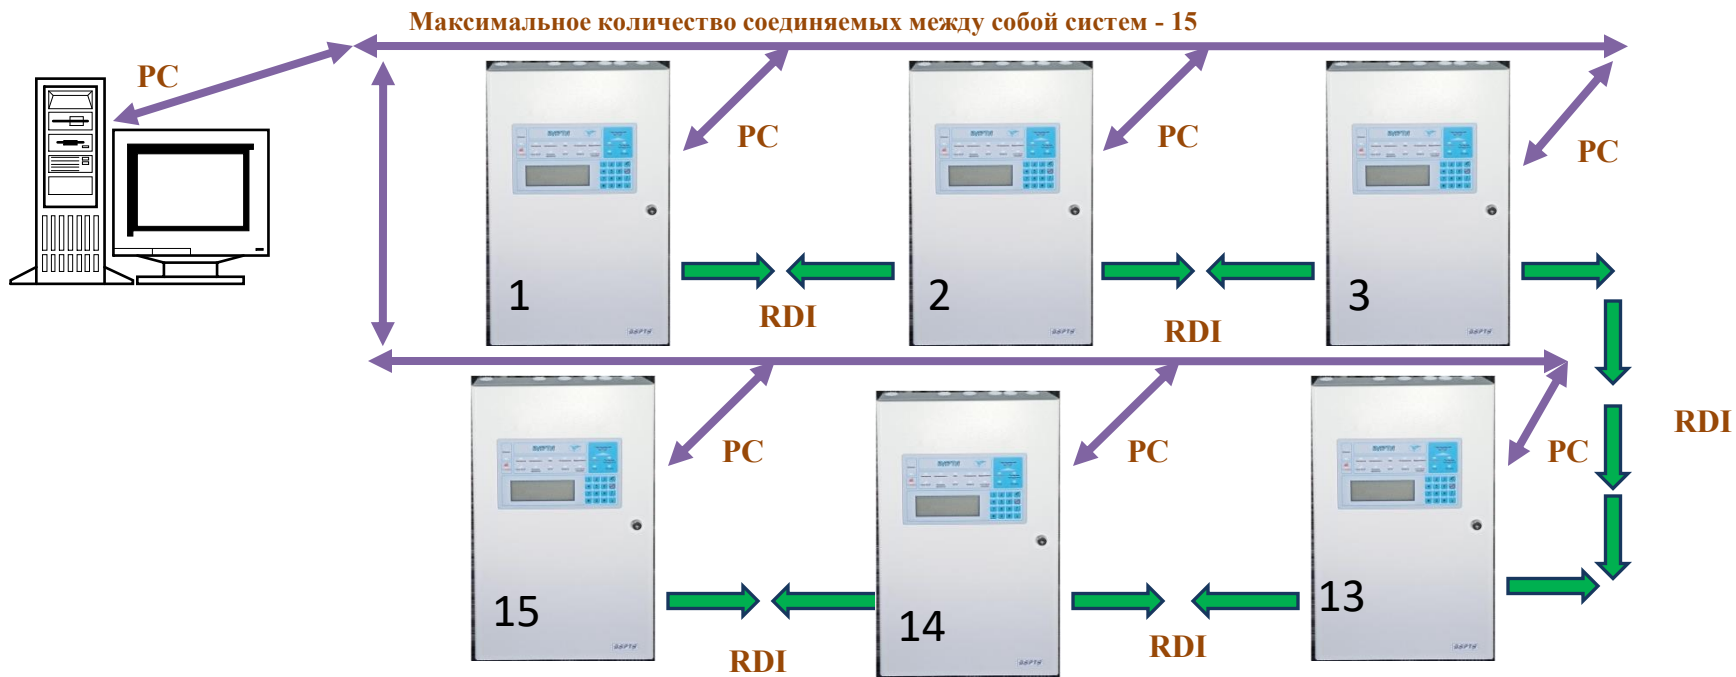 Максимальное количество соединяемых между собой систем - 15
PC
PC
PC
PC
1
2
3
RDI
RDI
RDI
PC
PC
PC
15
14
13
RDI
RDI